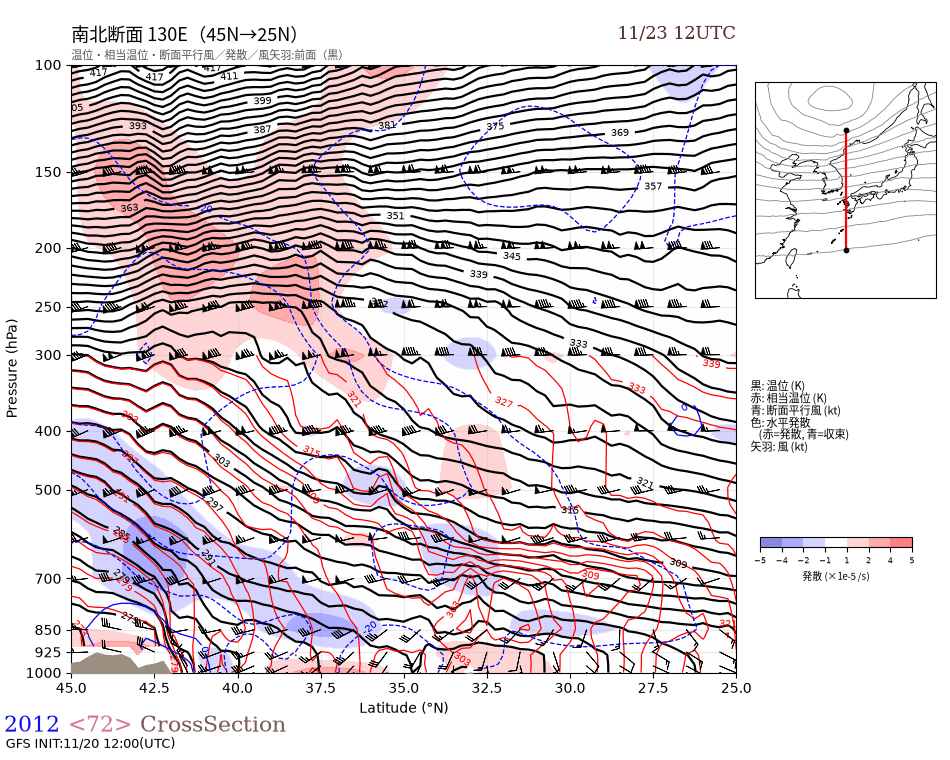 南北断面 130E（45N→25N）
11/23 12UTC
温位・相当温位・断面平行風／発散／風矢羽:前面（黒）
100
150
200
250
300
400
500
700
850
925
1000
Pressure (hPa)
45.0 42.5 40.0 37.5 35.0 32.5 30.0 27.5 25.0
Latitude (°N)
417
417
411
399
393
387
381
375
369
363
357
351
345
339
333
339
333
327
321
321
315
315
303
303
297
291
309
309
303
279
黒: 温位 (K)
赤: 相当温位 (K)
青: 断面平行風 (kt)
色: 水平発散
(赤=発散, 青=収束)
矢羽: 風 (kt)
−5 −4 −2 −1 1 2 4 5
発散 (×1e-5 /s)
2012 <72> CrossSection
GFS INIT:11/20 12:00(UTC)